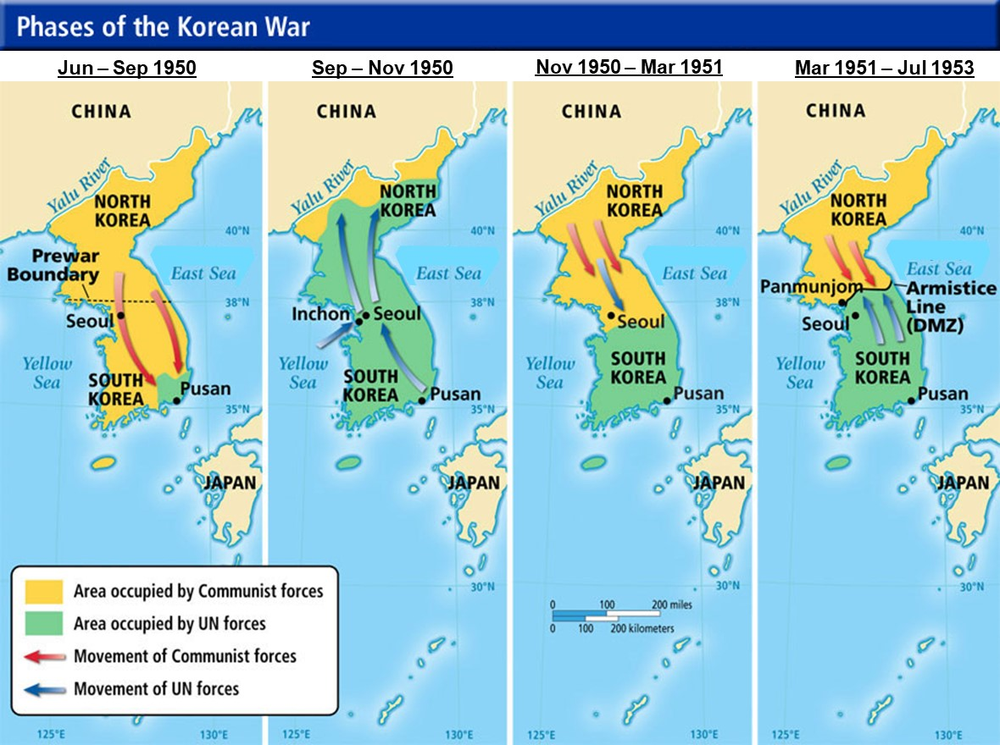 Phases of the Korean War
Jun – Sep 1950
CHINA
Yalu River
NORTH
KOREA
40°N
Prewar
Boundary
East Sea
38°N
Seoul
Yellow
Sea
SOUTH
KOREA
Pusan
35°N
JAPAN
Area occupied by Communist forces
Area occupied by UN forces
Movement of Communist forces
Movement of UN forces
125°E
130°E
Sep – Nov 1950
CHINA
Yalu River
NORTH
KOREA
40°N
East Sea
38°N
Inchon
Seoul
Yellow
Sea
SOUTH
KOREA
Pusan
35°N
JAPAN
30°N
125°E
130°E
Nov 1950 – Mar 1951
CHINA
Yalu River
NORTH
KOREA
40°N
East Sea
38°N
Seoul
Yellow
Sea
SOUTH
KOREA
Pusan
35°N
JAPAN
30°N
0 100 200 miles
0 100 200 kilometers
125°E
130°E
Mar 1951 – Jul 1953
CHINA
Yalu River
NORTH
KOREA
40°N
East Sea
Panmunjom
Armistice
Line
(DMZ)
38°N
Seoul
Yellow
Sea
SOUTH
KOREA
Pusan
35°N
JAPAN
30°N
125°E
130°E